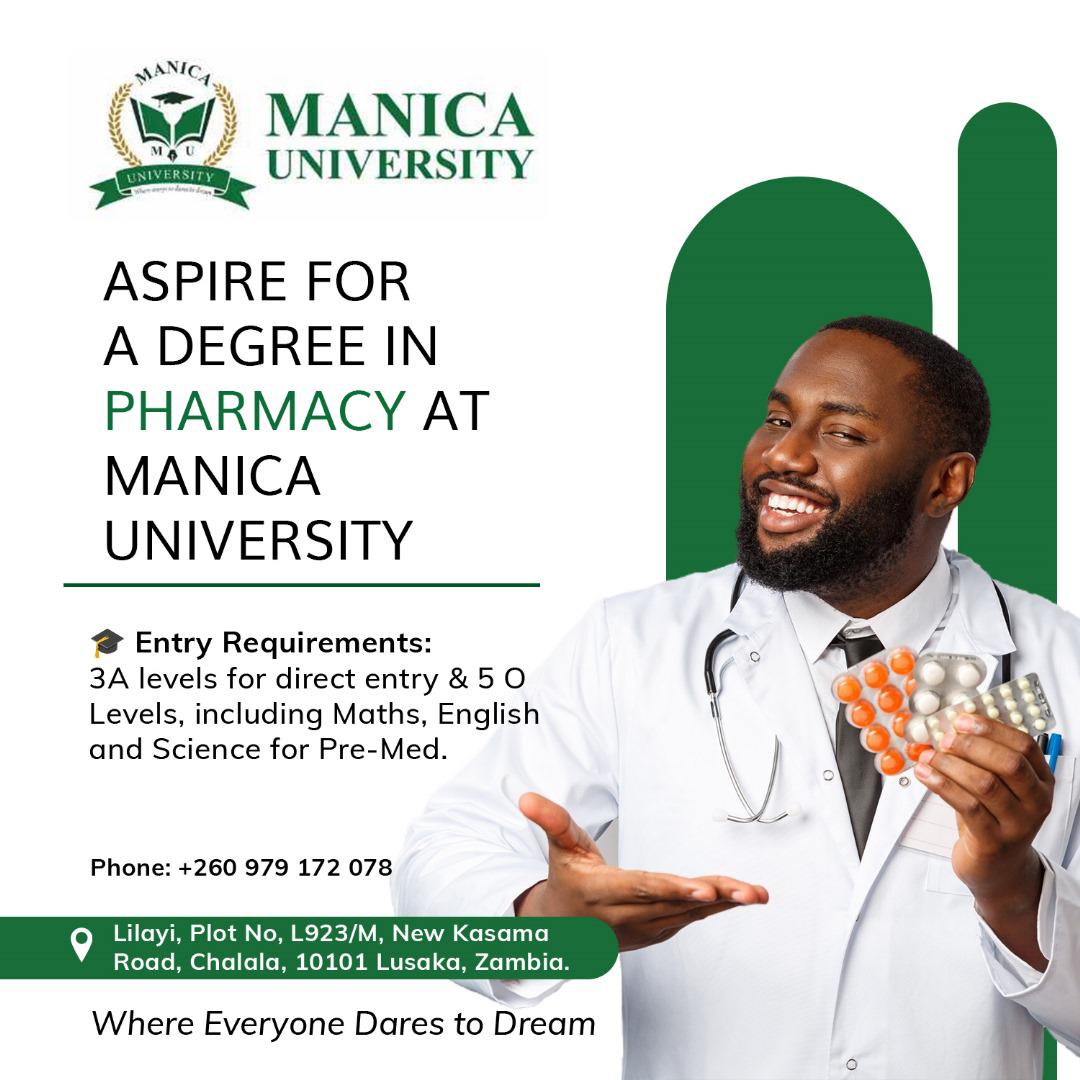 MANICA
M U
UNIVERSITY
MANICA
UNIVERSITY
ASPIRE FOR
A DEGREE IN
PHARMACY AT
MANICA
UNIVERSITY
🎓 Entry Requirements:
3A levels for direct entry & 5 O
Levels, including Maths, English
and Science for Pre-Med.
Phone: +260 979 172 078
Lilayi, Plot No, L923/M, New Kasama
Road, Chalala, 10101 Lusaka, Zambia.
Where Everyone Dares to Dream